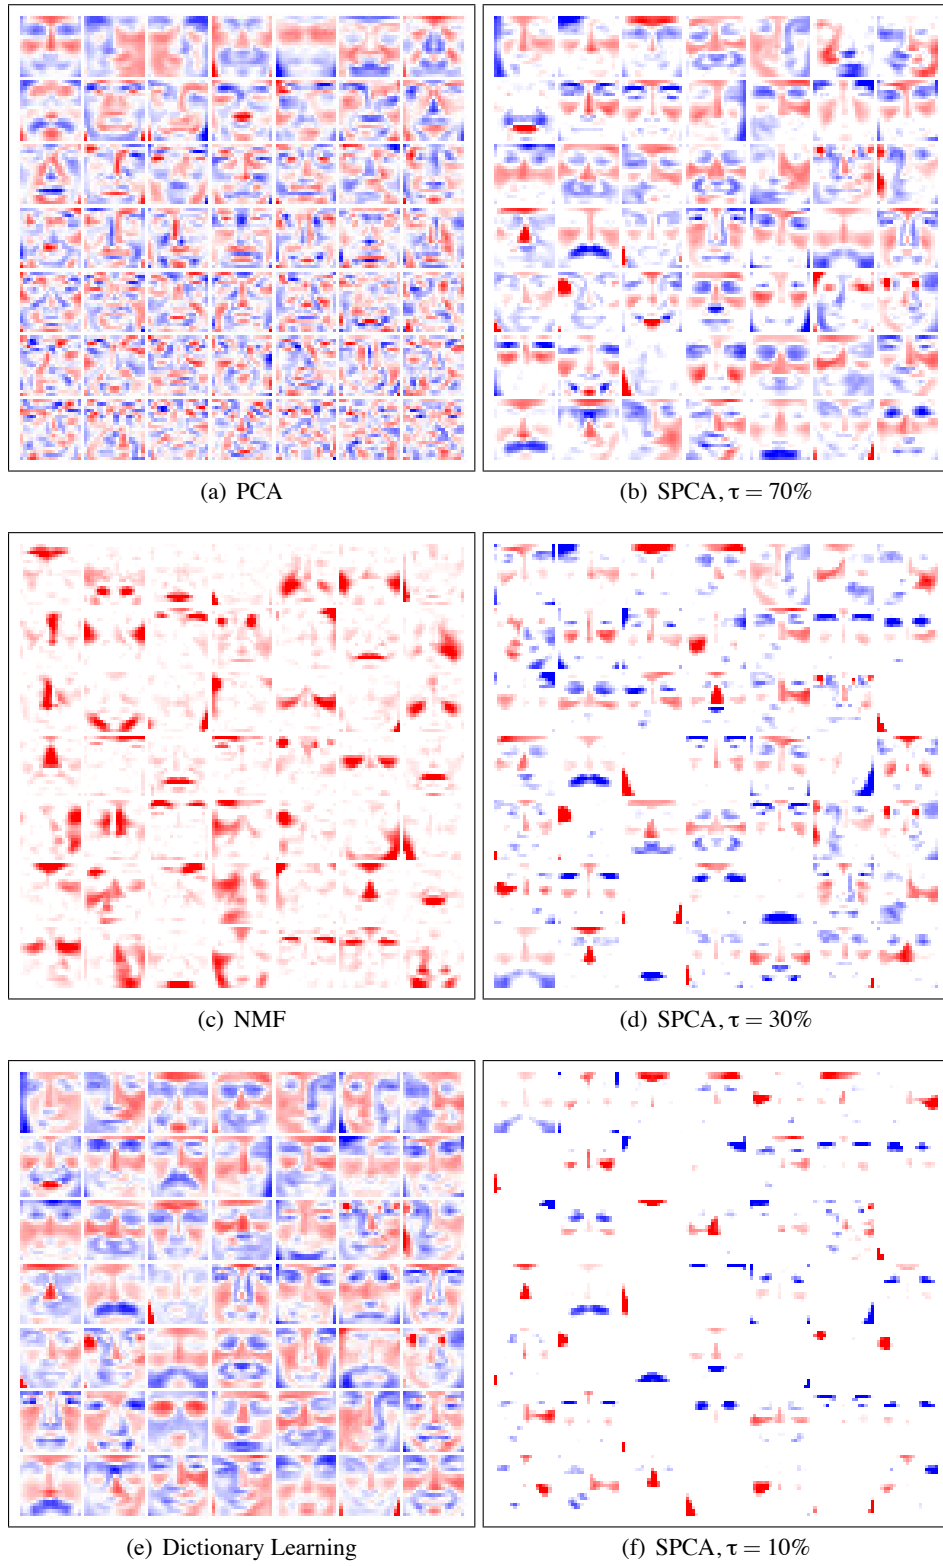 (a) PCA
(b) SPCA, τ = 70%
(c) NMF
(d) SPCA, τ = 30%
(e) Dictionary Learning
(f) SPCA, τ = 10%